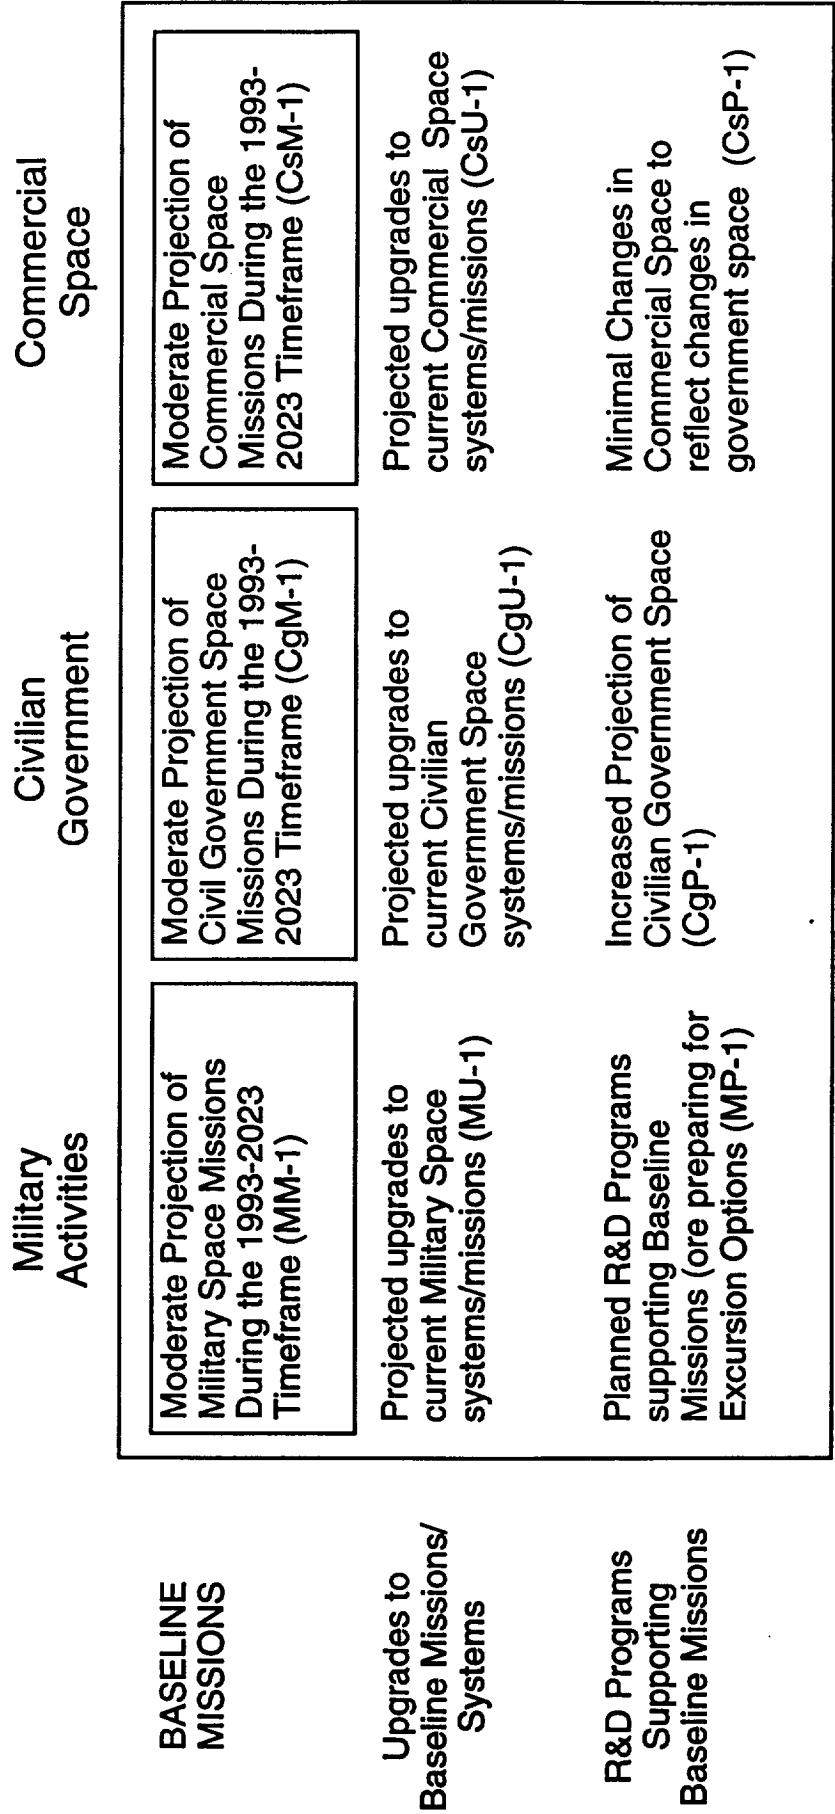 Military
Activities
Civilian
Government
Commercial
Space
BASELINE
MISSIONS
Moderate Projection of
Military Space Missions
During the 1993-2023
Timeframe (MM-1)
Moderate Projection of
Civil Government Space
Missions During the 1993-
2023 Timeframe (CgM-1)
Moderate Projection of
Commercial Space
Missions During the 1993-
2023 Timeframe (CsM-1)
Upgrades to
Baseline Missions/
Systems
Projected upgrades to
current Military Space
systems/missions (MU-1)
Projected upgrades to
current Civilian
Government Space
systems/missions (CgU-1)
Projected upgrades to
current Commercial Space
systems/missions (CsU-1)
R&D Programs
Supporting
Baseline Missions
Planned R&D Programs
supporting Baseline
Missions (ore preparing for
Excursion Options (MP-1)
Increased Projection of
Civilian Government Space
(CgP-1)
Minimal Changes in
Commercial Space to
reflect changes in
government space (CsP-1)